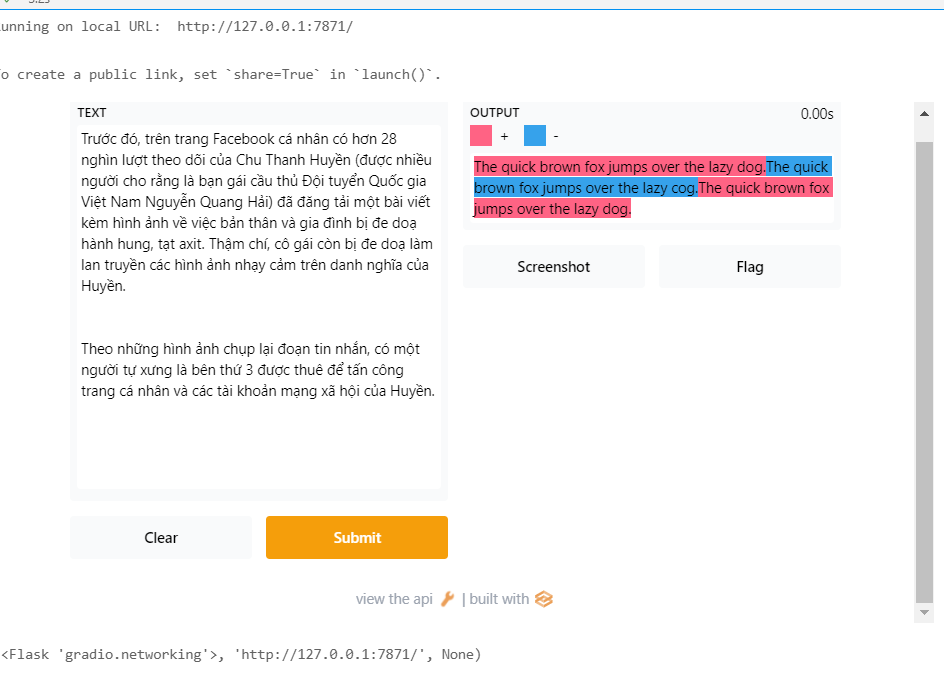 unning on local URL:  http://127.0.0.1:7871/
o create a public link, set `share=True` in `launch()`.
TEXT
Trước đó, trên trang Facebook cá nhân có hơn 28
nghìn lượt theo dõi của Chu Thanh Huyền (được nhiều
người cho rằng là bạn gái cầu thủ Đội tuyển Quốc gia
Việt Nam Nguyễn Quang Hải) đã đăng tải một bài viết
kèm hình ảnh về việc bản thân và gia đình bị đe doạ
hành hung, tạt axit. Thậm chí, cô gái còn bị đe doạ làm
lan truyền các hình ảnh nhạy cảm trên danh nghĩa của
Huyền.
Theo những hình ảnh chụp lại đoạn tin nhắn, có một
người tự xưng là bên thứ 3 được thuê để tấn công
trang cá nhân và các tài khoản mạng xã hội của Huyền.
Clear
Submit
OUTPUT
0.00s
+ -
The quick brown fox jumps over the lazy dog.The quick
brown fox jumps over the lazy cog.The quick brown fox
jumps over the lazy dog.
Screenshot
Flag
view the api | built with
<Flask 'gradio.networking'>, 'http://127.0.0.1:7871/', None)